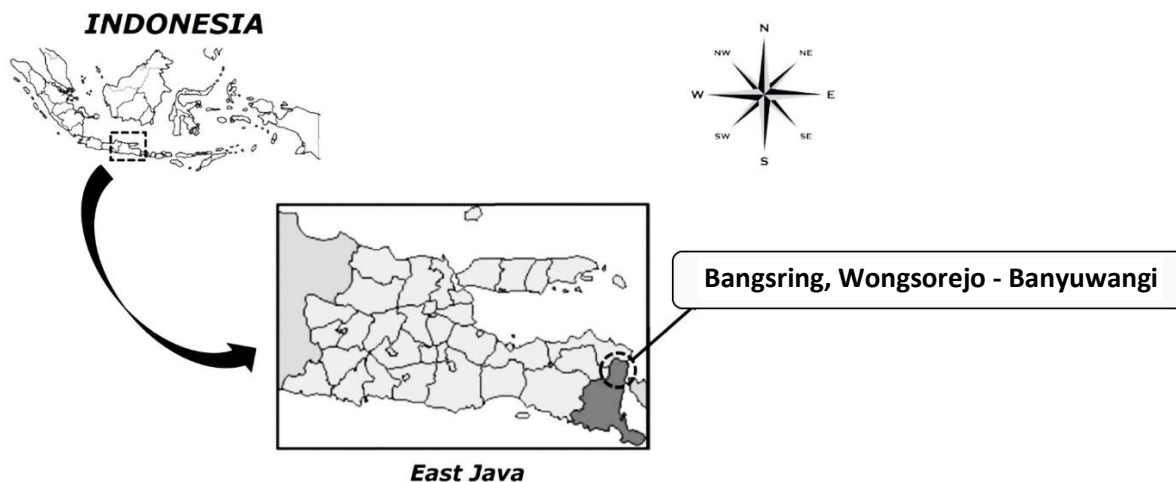 INDONESIA
N
NW
NE
W
E
SW
SE
S
Bangsring, Wongsorejo - Banyuwangi
East Java